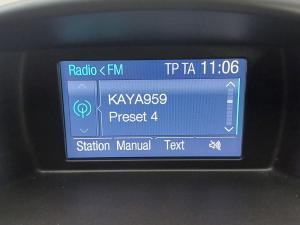 Radio < FM TP TA 11:06
KAYA959
Preset 4
Station Manual Text